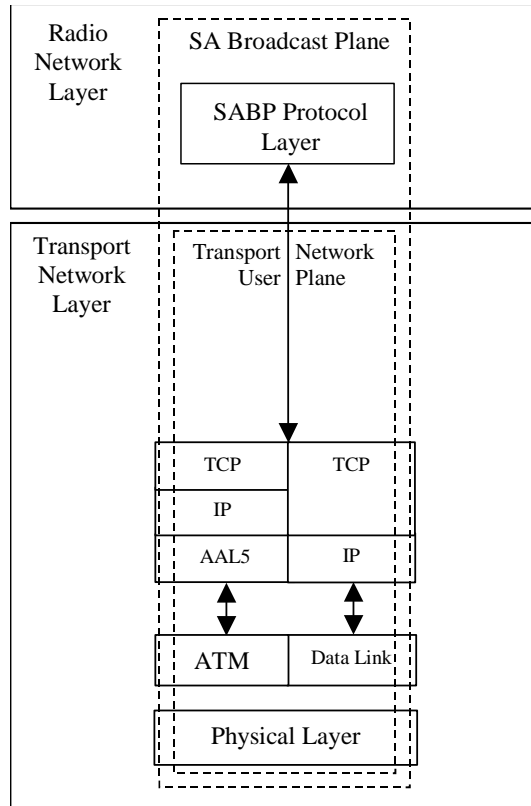 Radio
Network
Layer
SA Broadcast Plane
SABP Protocol
Layer
Transport
Network
Layer
Transport Network
User Plane
TCP
TCP
IP
AAL5
IP
ATM
Data Link
Physical Layer